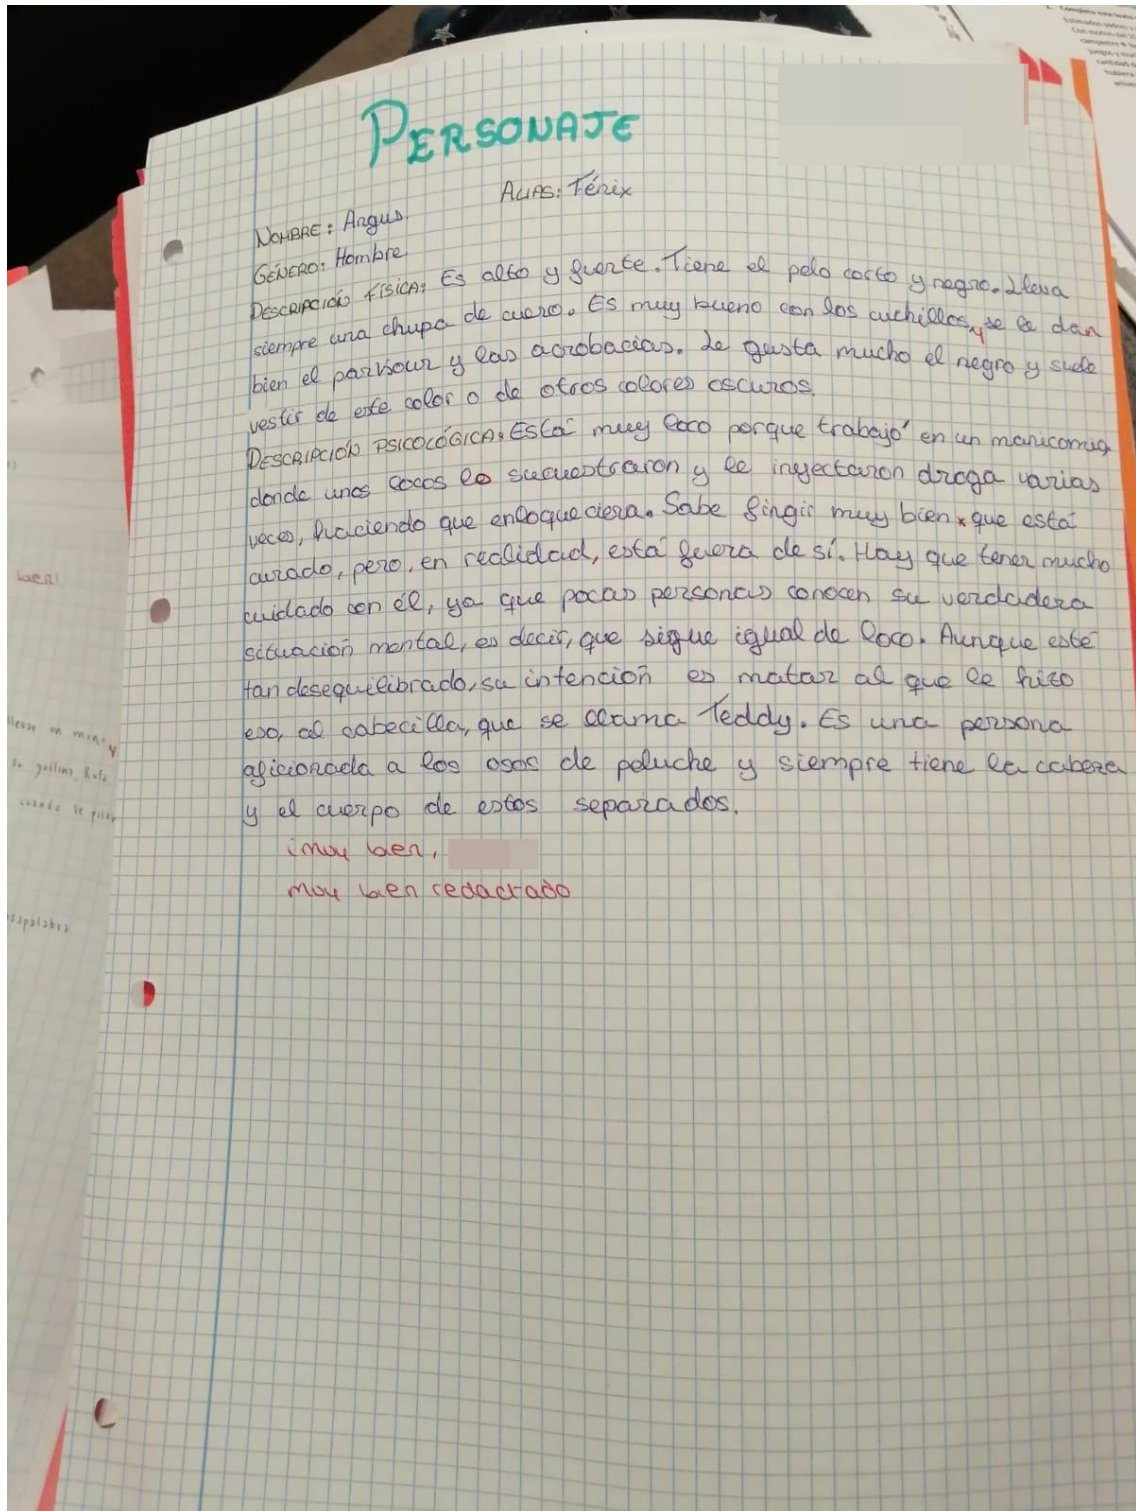 PERSONAJE
ALIAS: Fénix
NOMBRE: Angus
GÉNERO: Hombre
DESCRIPCIÓN FÍSICA: Es alto y fuerte. Tiene el pelo corto y negro. Lleva
siempre una chupa de cuero. Es muy bueno con los cuchillos, y se le dan
bien el parkour y las acrobacias. Le gusta mucho el negro y suele
vestir de este color o de otros colores oscuros.
DESCRIPCIÓN PSICOLÓGICA: Está muy loco porque trabajó en un manicomio,
donde unos locos lo sucuestraron y le inyectaron droga varias
veces, haciendo que enloqueciera. Sabe fingir muy bien que está
curado, pero, en realidad, está fuera de sí. Hay que tener mucho
cuidado con él, ya que pocas personas conocen su verdadera
situación mental, es decir, que sigue igual de loco. Aunque esté
tan desequilibrado, su intención es matar al que le hizo
eso, al cabecilla, que se llama Teddy. Es una persona
aficionada a los osos de peluche y siempre tiene la cabeza
y el cuerpo de estos separados.
¡muy bien,
muy bien redactado